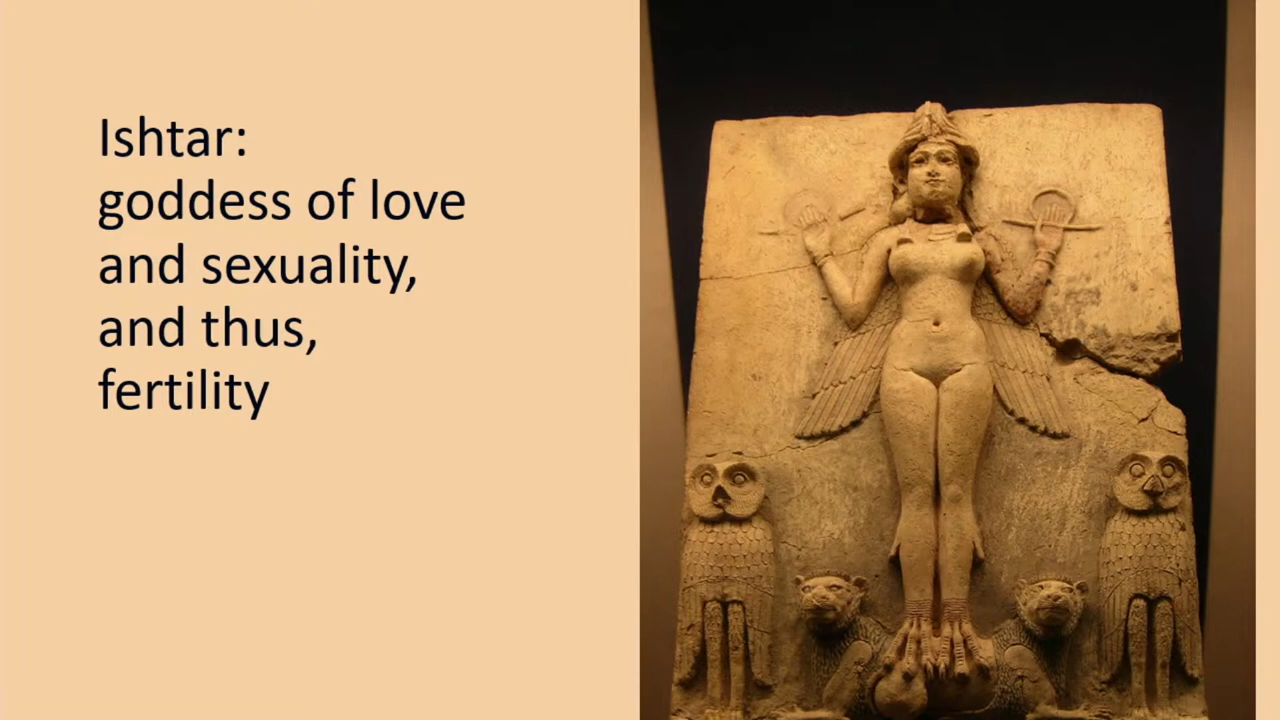 Ishtar:
goddess of love
and sexuality,
and thus,
fertility